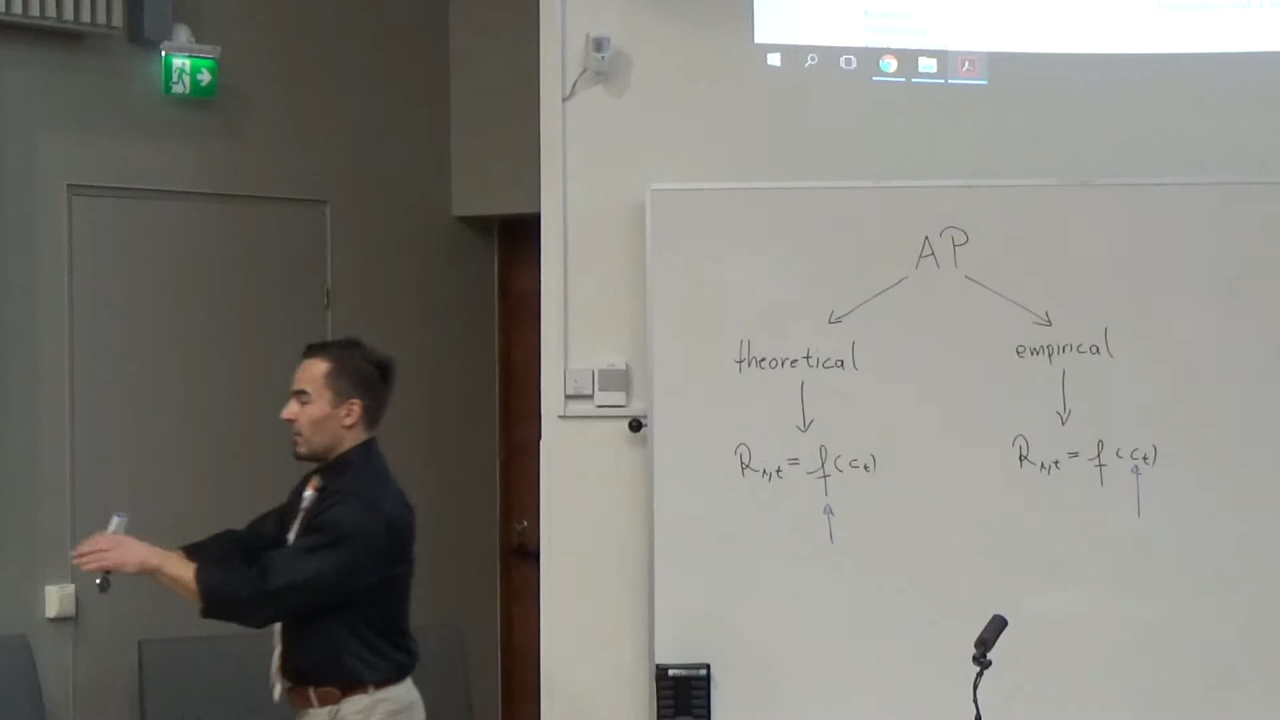 AP
theoretical
empirical
R_{i,t} = f(c_t)
R_{i,t} = f(c_t)